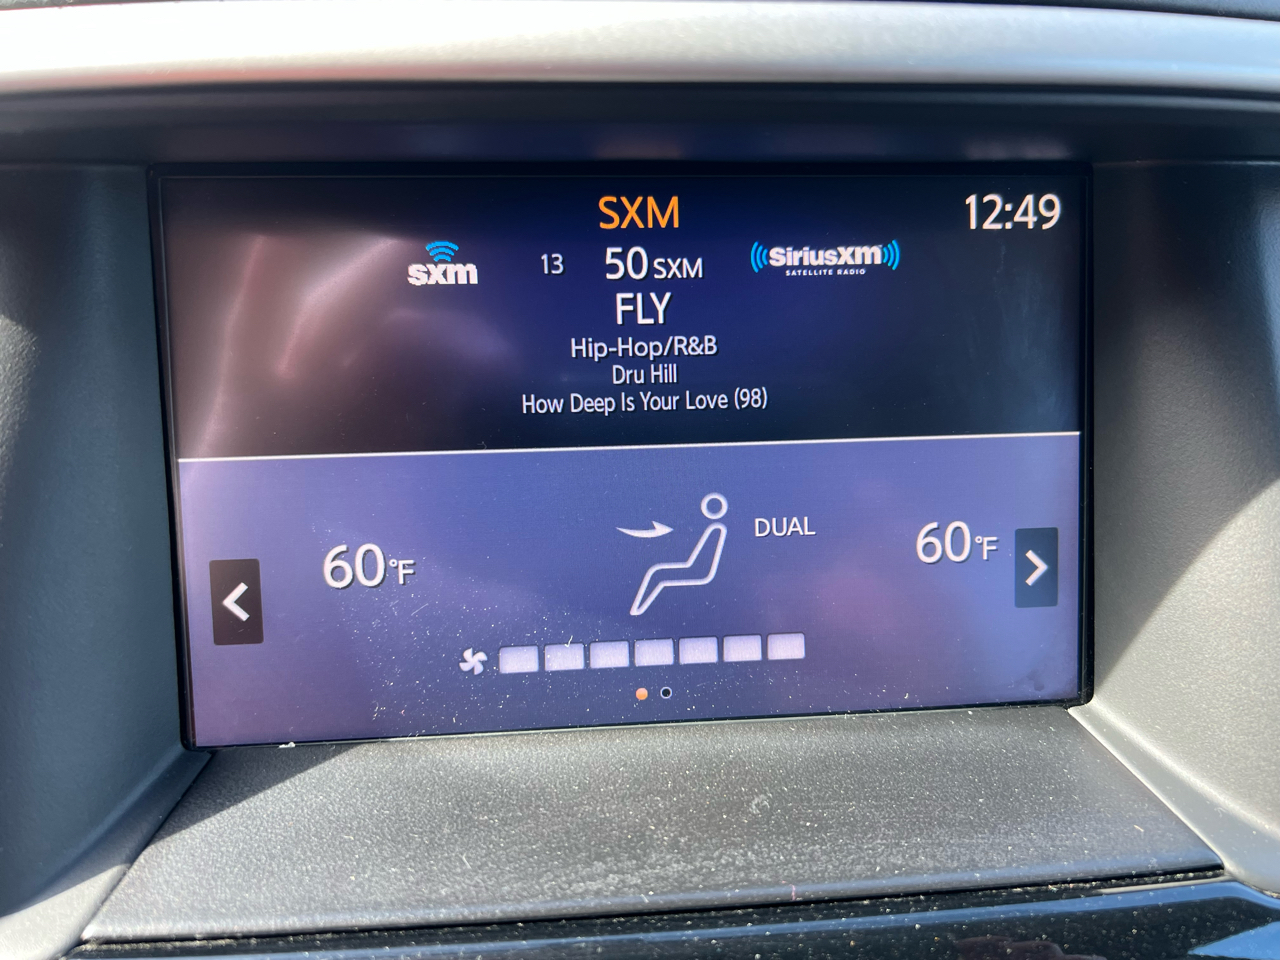 SXM
12:49
sxm
13
50 SXM
SiriusXM
SATELLITE RADIO
FLY
Hip-Hop/R&B
Dru Hill
How Deep Is Your Love (98)
DUAL
60°F
60°F